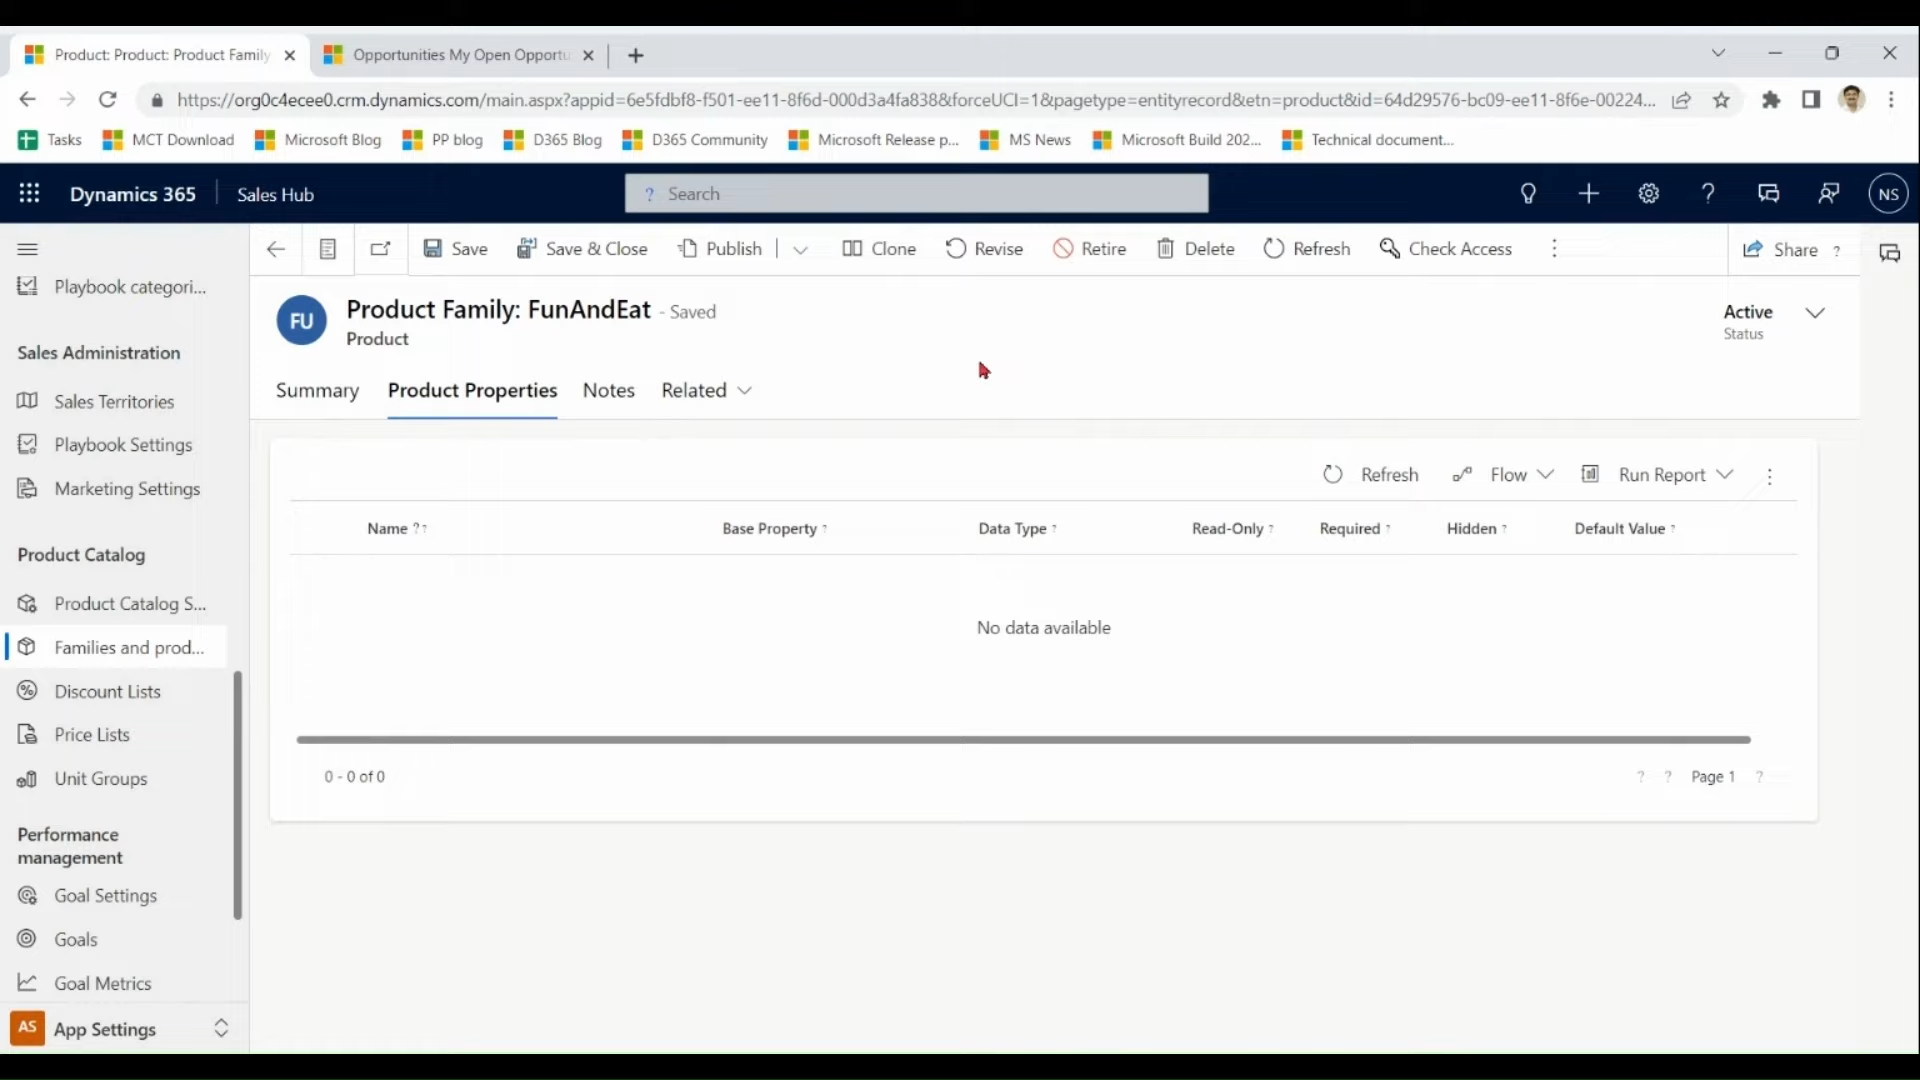 Product: Product: Product Family
Opportunities My Open Opportu
https://org0c4ecee0.crm.dynamics.com/main.aspx?appid=6e5fdbf8-f501-ee11-8f6d-000d3a4fa838&forceUCI=1&pagetype=entityrecord&etn=product&id=64d29576-bc09-ee11-8f6e-00224...
Tasks MCT Download Microsoft Blog PP blog D365 Blog D365 Community Microsoft Release p... MS News Microsoft Build 202... Technical document...
Dynamics 365 Sales Hub ? Search ? NS
Save Save & Close Publish Clone Revise Retire Delete Refresh Check Access Share ?
Playbook categori...
Sales Administration
Sales Territories
Playbook Settings
Marketing Settings
Product Catalog
Product Catalog S...
Families and prod...
Discount Lists
Price Lists
Unit Groups
Performance
management
Goal Settings
Goals
Goal Metrics
AS App Settings
FU
Product Family: FunAndEat - Saved
Product
Active
Status
Summary Product Properties Notes Related
Refresh Flow Run Report
Name ?↑ Base Property ? Data Type ? Read-Only ? Required ? Hidden ? Default Value ?
No data available
0 - 0 of 0
? ? Page 1 ?